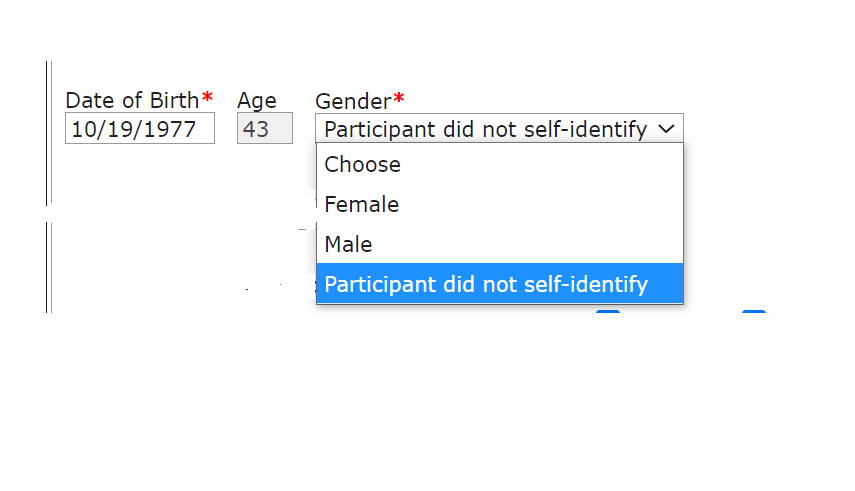 Date of Birth* Age Gender*
10/19/1977 43 Participant did not self-identify
Choose
Female
Male
Participant did not self-identify